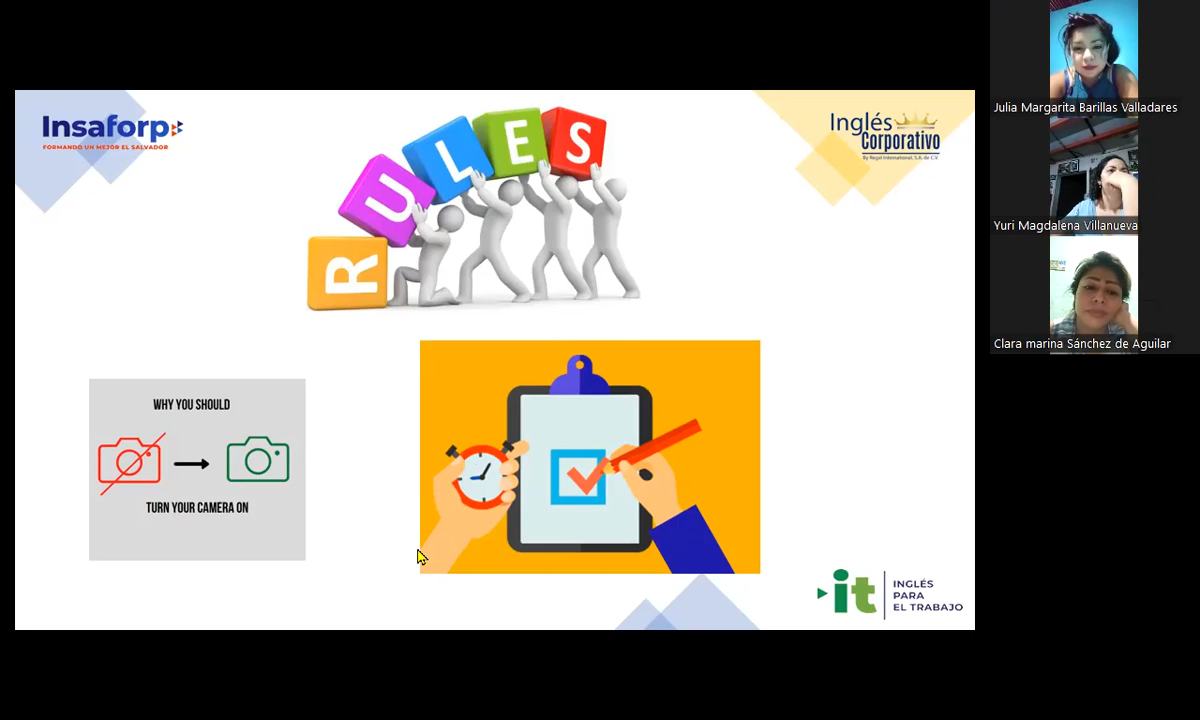 Insaforp
FORMANDO UN MEJOR EL SALVADOR
RULES
Inglés
Corporativo
By Regal International, S.A. de C.V.
WHY YOU SHOULD
TURN YOUR CAMERA ON
it
INGLÉS
PARA
EL TRABAJO
Julia Margarita Barillas Valladares
Yuri Magdalena Villanueva
Clara marina Sánchez de Aguilar